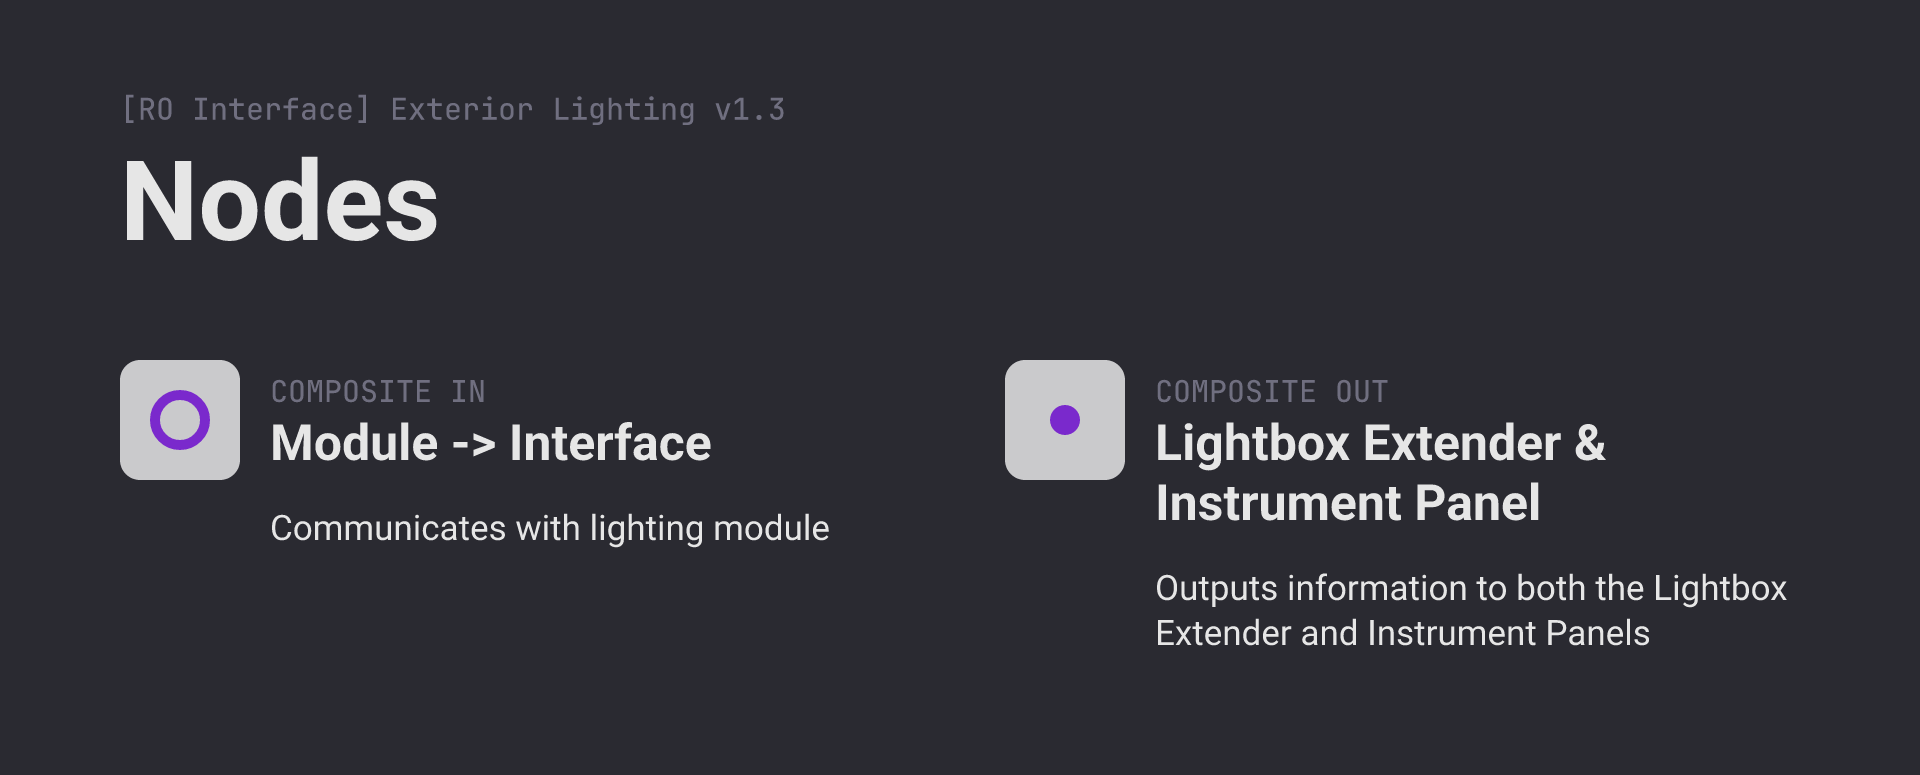 [RO Interface] Exterior Lighting v1.3
Nodes
COMPOSITE IN
Module -> Interface
Communicates with lighting module
COMPOSITE OUT
Lightbox Extender &
Instrument Panel
Outputs information to both the Lightbox
Extender and Instrument Panels